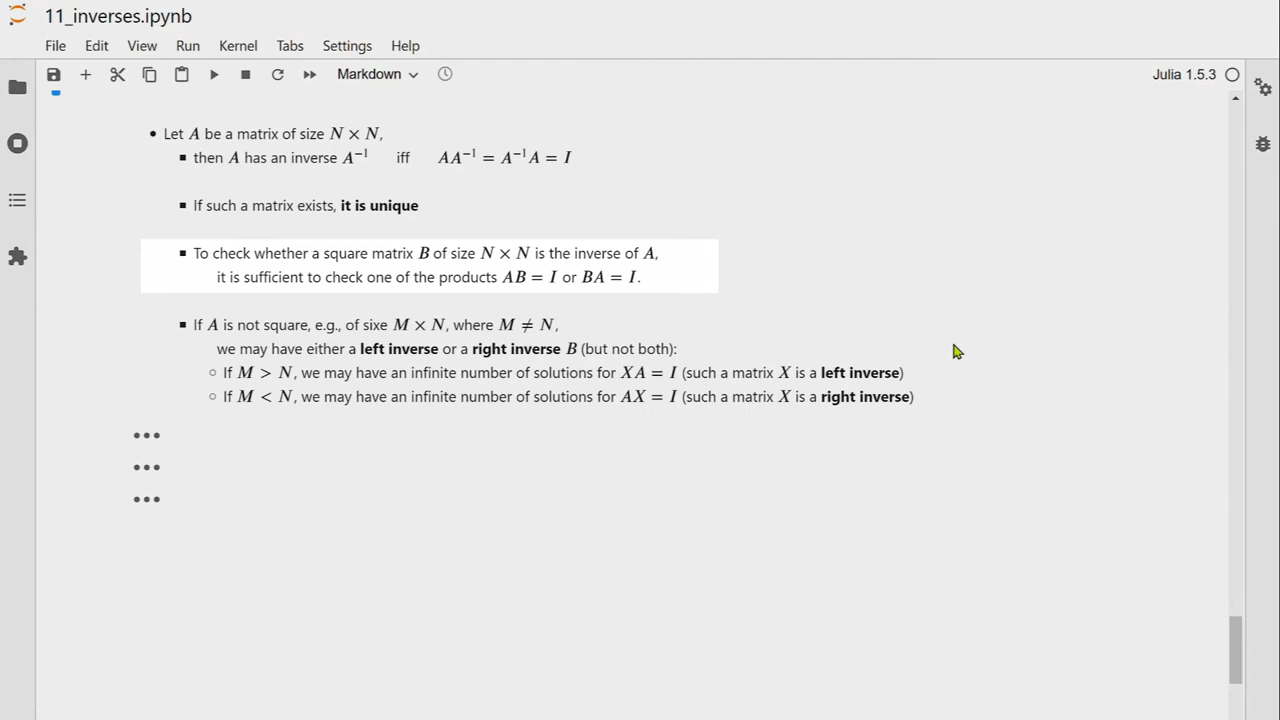 11_inverses.ipynb
File Edit View Run Kernel Tabs Settings Help
Markdown
Julia 1.5.3
• Let A be a matrix of size N × N,
▪ then A has an inverse A⁻¹ iff AA⁻¹ = A⁻¹A = I
▪ If such a matrix exists, it is unique
▪ To check whether a square matrix B of size N × N is the inverse of A,
it is sufficient to check one of the products AB = I or BA = I.
▪ If A is not square, e.g., of sixe M × N, where M ≠ N,
we may have either a left inverse or a right inverse B (but not both):
○ If M > N, we may have an infinite number of solutions for XA = I (such a matrix X is a left inverse)
○ If M < N, we may have an infinite number of solutions for AX = I (such a matrix X is a right inverse)
•••
•••
•••